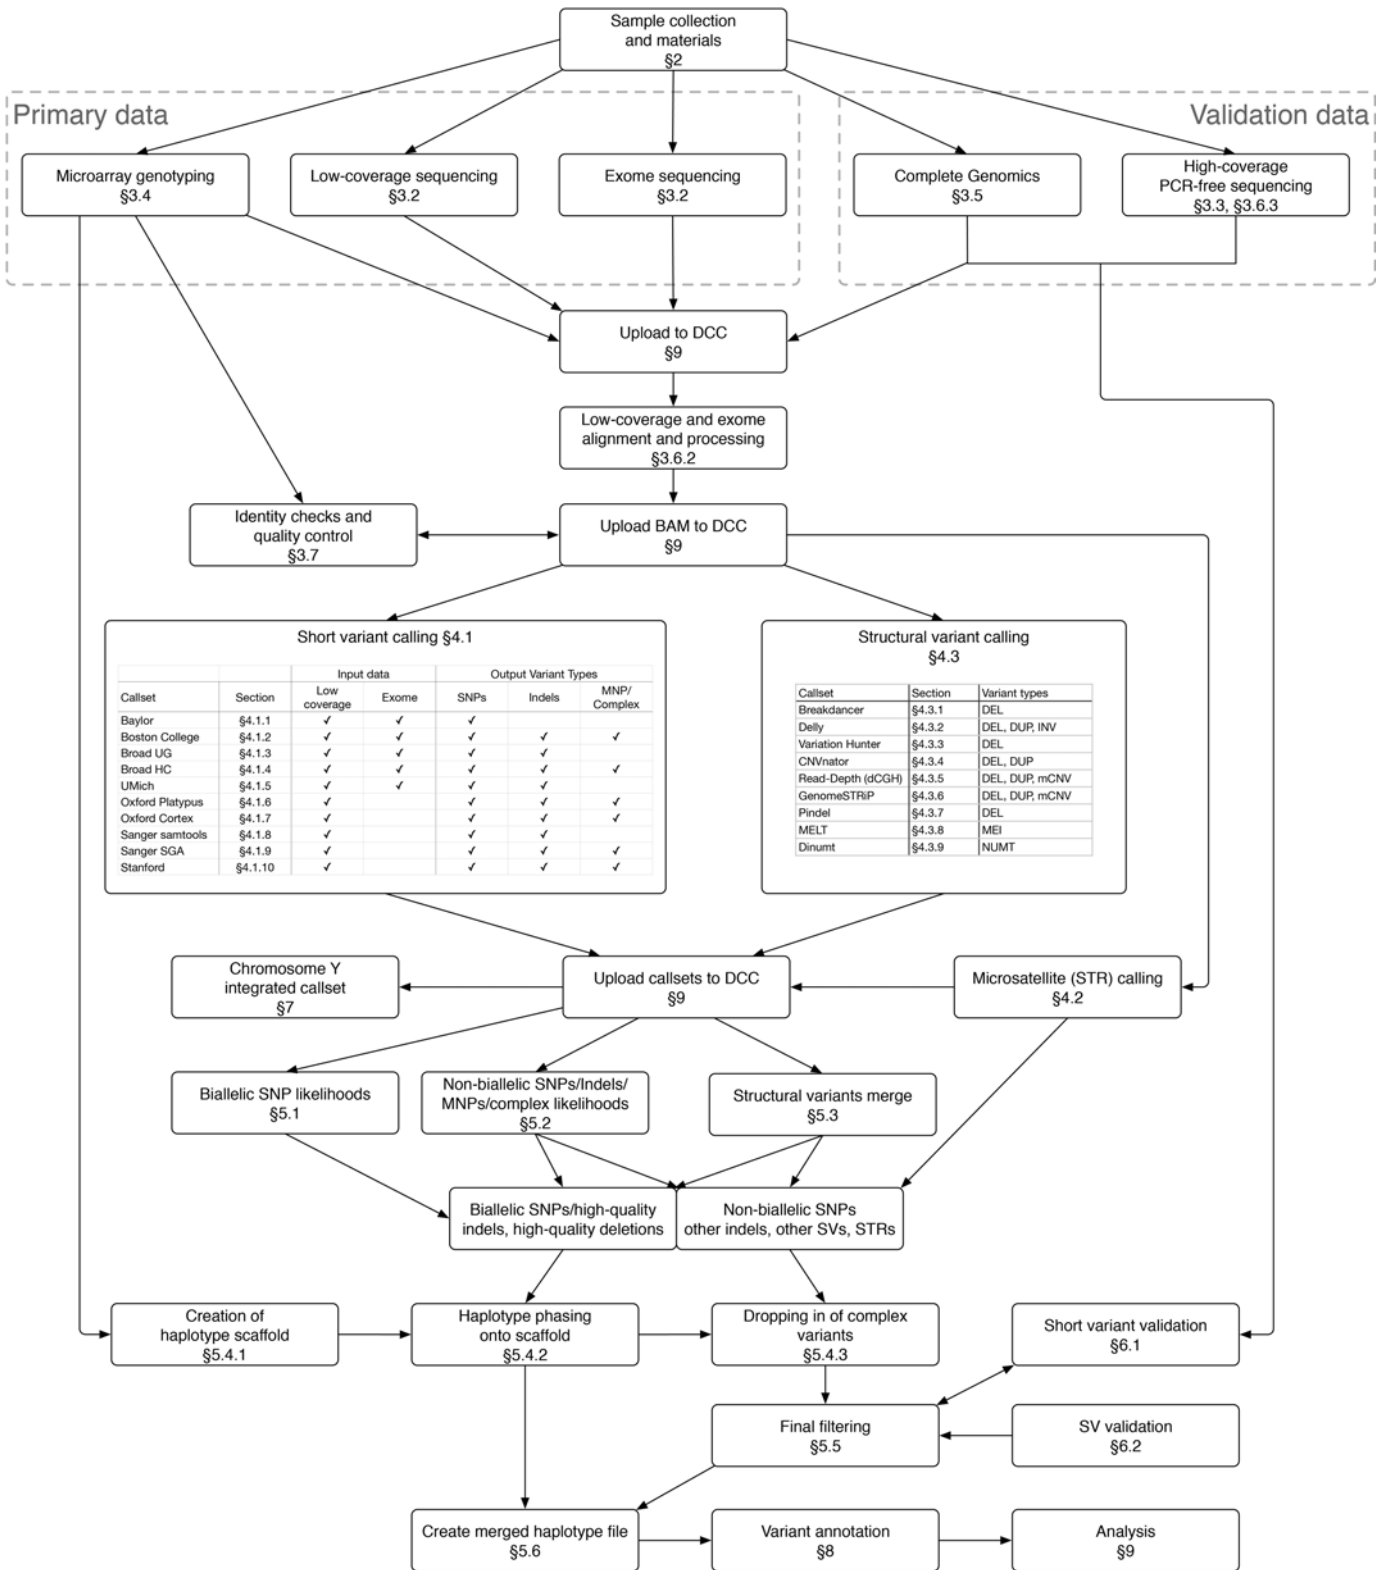 Sample collection
and materials
§2
Primary data
Validation data
Microarray genotyping
§3.4
Low-coverage sequencing
§3.2
Exome sequencing
§3.2
Complete Genomics
§3.5
High-coverage
PCR-free sequencing
§3.3, §3.6.3
Upload to DCC
§9
Low-coverage and exome
alignment and processing
§3.6.2
Identity checks and
quality control
§3.7
Upload BAM to DCC
§9
Short variant calling §4.1
Input data Output Variant Types
Callset Section Low coverage Exome SNPs Indels MNP/ Complex
Baylor §4.1.1 ✓ ✓ ✓
Boston College §4.1.2 ✓ ✓ ✓ ✓ ✓
Broad UG §4.1.3 ✓ ✓ ✓ ✓
Broad HC §4.1.4 ✓ ✓ ✓ ✓ ✓
UMich §4.1.5 ✓ ✓ ✓ ✓
Oxford Platypus §4.1.6 ✓ ✓ ✓ ✓
Oxford Cortex §4.1.7 ✓ ✓ ✓ ✓
Sanger samtools §4.1.8 ✓ ✓ ✓
Sanger SGA §4.1.9 ✓ ✓ ✓ ✓
Stanford §4.1.10 ✓ ✓ ✓ ✓
Structural variant calling
§4.3
Callset Section Variant types
Breakdancer §4.3.1 DEL
Delly §4.3.2 DEL, DUP, INV
Variation Hunter §4.3.3 DEL
CNVnator §4.3.4 DEL, DUP
Read-Depth (dCGH) §4.3.5 DEL, DUP, mCNV
GenomeSTRiP §4.3.6 DEL, DUP, mCNV
Pindel §4.3.7 DEL
MELT §4.3.8 MEI
Dinumt §4.3.9 NUMT
Chromosome Y
integrated callset
§7
Upload callsets to DCC
§9
Microsatellite (STR) calling
§4.2
Biallelic SNP likelihoods
§5.1
Non-biallelic SNPs/Indels/
MNPs/complex likelihoods
§5.2
Structural variants merge
§5.3
Biallelic SNPs/high-quality
indels, high-quality deletions
Non-biallelic SNPs
other indels, other SVs, STRs
Creation of
haplotype scaffold
§5.4.1
Haplotype phasing
onto scaffold
§5.4.2
Dropping in of complex
variants
§5.4.3
Short variant validation
§6.1
Final filtering
§5.5
SV validation
§6.2
Create merged haplotype file
§5.6
Variant annotation
§8
Analysis
§9